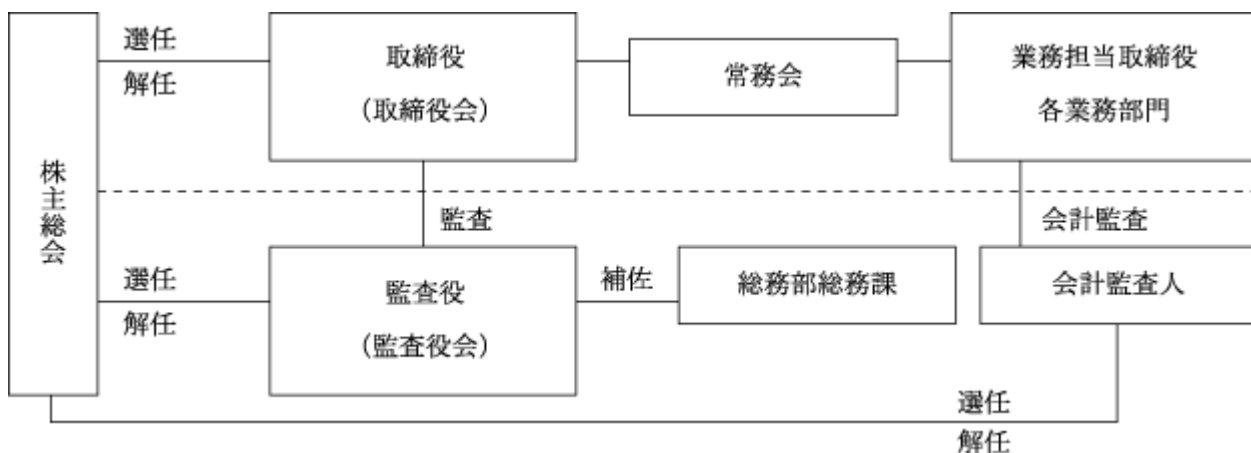 株主総会
選任
解任
取締役
（取締役会）
常務会
業務担当取締役
各業務部門
監査
会計監査
選任
解任
監査役
（監査役会）
補佐
総務部総務課
会計監査人
選任
解任